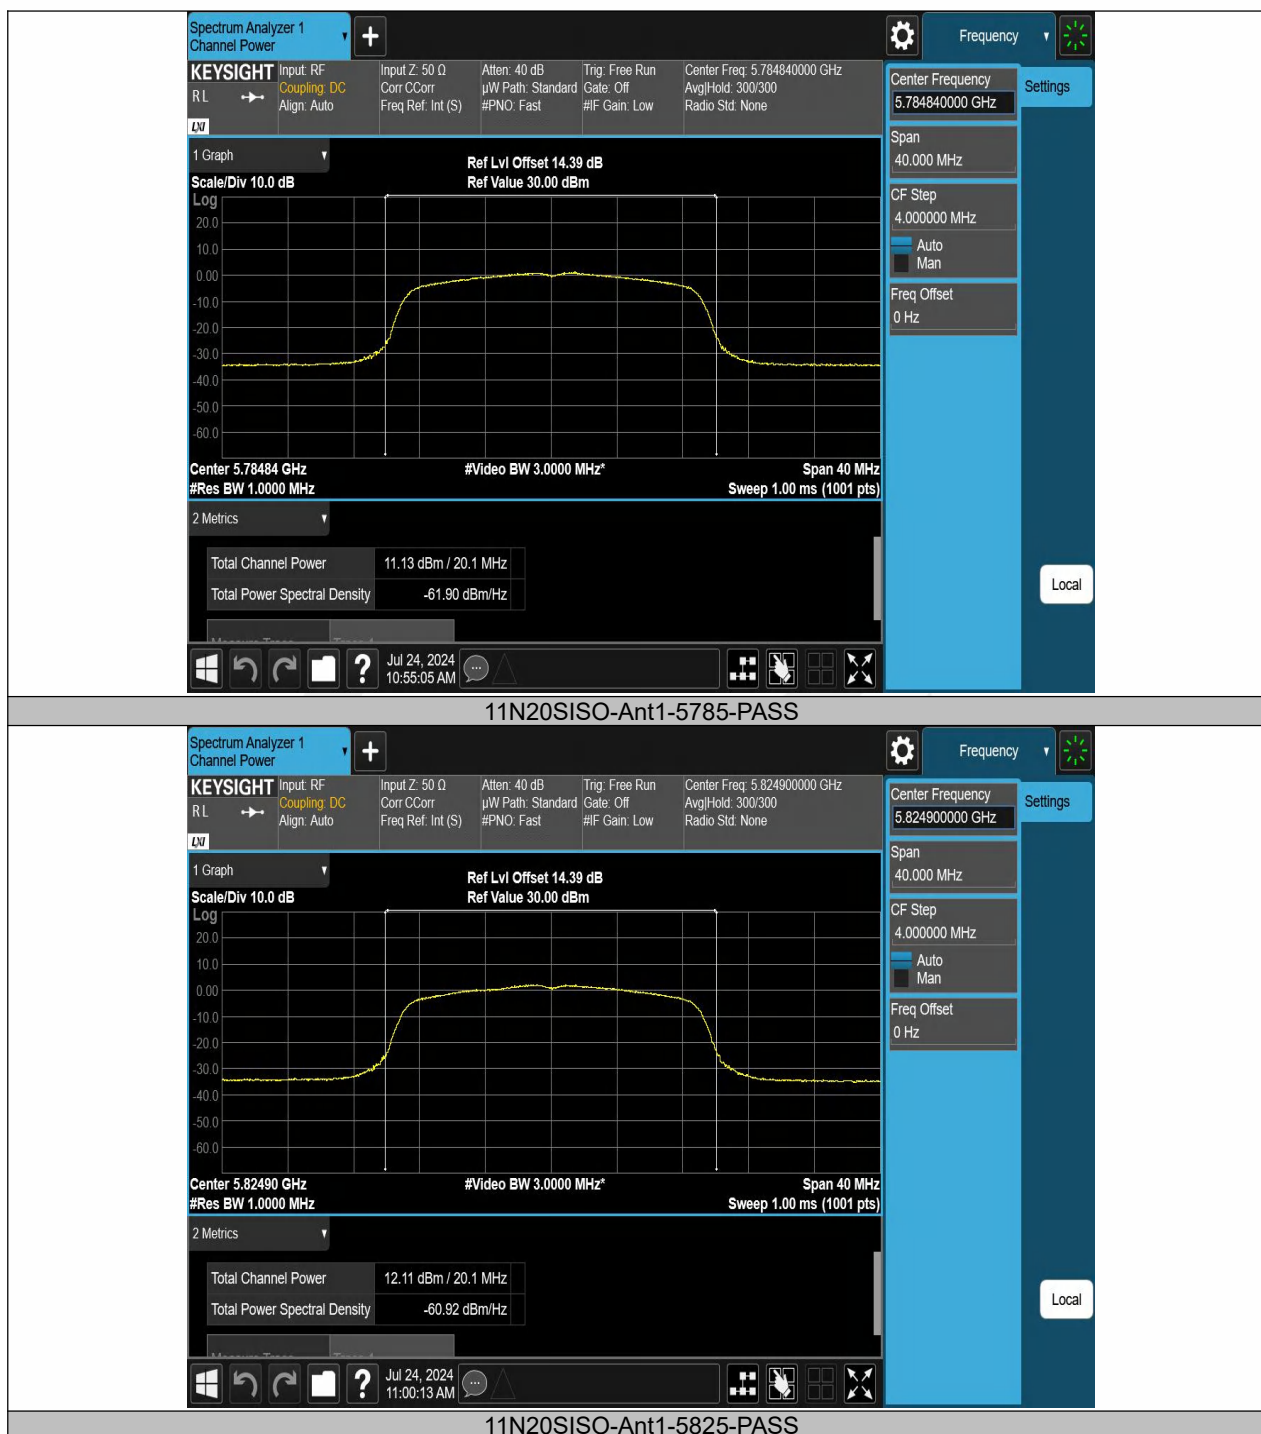 Spectrum Analyzer 1
Channel Power
+
Frequency
KEYSIGHT
R L
LXI
Input: RF
Coupling: DC
Align: Auto
Input Z: 50 Ω
Corr CCorr
Freq Ref: Int (S)
Atten: 40 dB
µW Path: Standard
#PNO: Fast
Trig: Free Run
Gate: Off
#IF Gain: Low
Center Freq: 5.784840000 GHz
Avg|Hold: 300/300
Radio Std: None
Center Frequency
5.784840000 GHz
Settings
Span
40.000 MHz
CF Step
4.000000 MHz
Auto
Man
Freq Offset
0 Hz
Local
1 Graph
Ref Lvl Offset 14.39 dB
Scale/Div 10.0 dB
Ref Value 30.00 dBm
Log
20.0
10.0
0.00
-10.0
-20.0
-30.0
-40.0
-50.0
-60.0
Center 5.78484 GHz
#Video BW 3.0000 MHz*
Span 40 MHz
#Res BW 1.0000 MHz
Sweep 1.00 ms (1001 pts)
2 Metrics
Total Channel Power 11.13 dBm / 20.1 MHz
Total Power Spectral Density -61.90 dBm/Hz
?
Jul 24, 2024
10:55:05 AM
11N20SISO-Ant1-5785-PASS
Spectrum Analyzer 1
Channel Power
+
Frequency
KEYSIGHT
R L
LXI
Input: RF
Coupling: DC
Align: Auto
Input Z: 50 Ω
Corr CCorr
Freq Ref: Int (S)
Atten: 40 dB
µW Path: Standard
#PNO: Fast
Trig: Free Run
Gate: Off
#IF Gain: Low
Center Freq: 5.824900000 GHz
Avg|Hold: 300/300
Radio Std: None
Center Frequency
5.824900000 GHz
Settings
Span
40.000 MHz
CF Step
4.000000 MHz
Auto
Man
Freq Offset
0 Hz
Local
1 Graph
Ref Lvl Offset 14.39 dB
Scale/Div 10.0 dB
Ref Value 30.00 dBm
Log
20.0
10.0
0.00
-10.0
-20.0
-30.0
-40.0
-50.0
-60.0
Center 5.82490 GHz
#Video BW 3.0000 MHz*
Span 40 MHz
#Res BW 1.0000 MHz
Sweep 1.00 ms (1001 pts)
2 Metrics
Total Channel Power 12.11 dBm / 20.1 MHz
Total Power Spectral Density -60.92 dBm/Hz
?
Jul 24, 2024
11:00:13 AM
11N20SISO-Ant1-5825-PASS